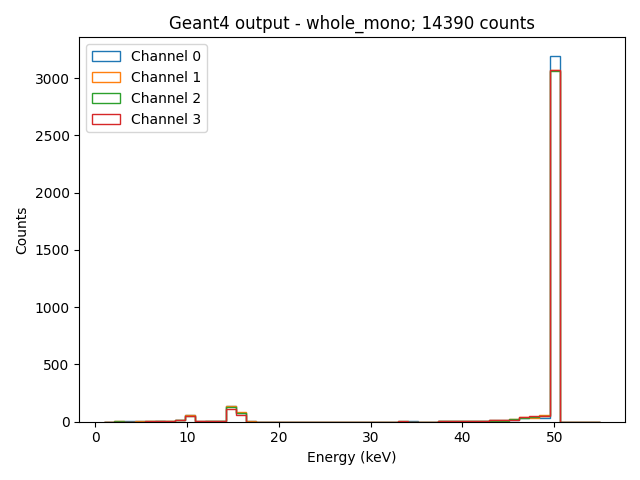 Geant4 output - whole_mono; 14390 counts
Channel 0
Channel 1
Channel 2
Channel 3
Counts
3000
2500
2000
1500
1000
500
0
0 10 20 30 40 50
Energy (keV)